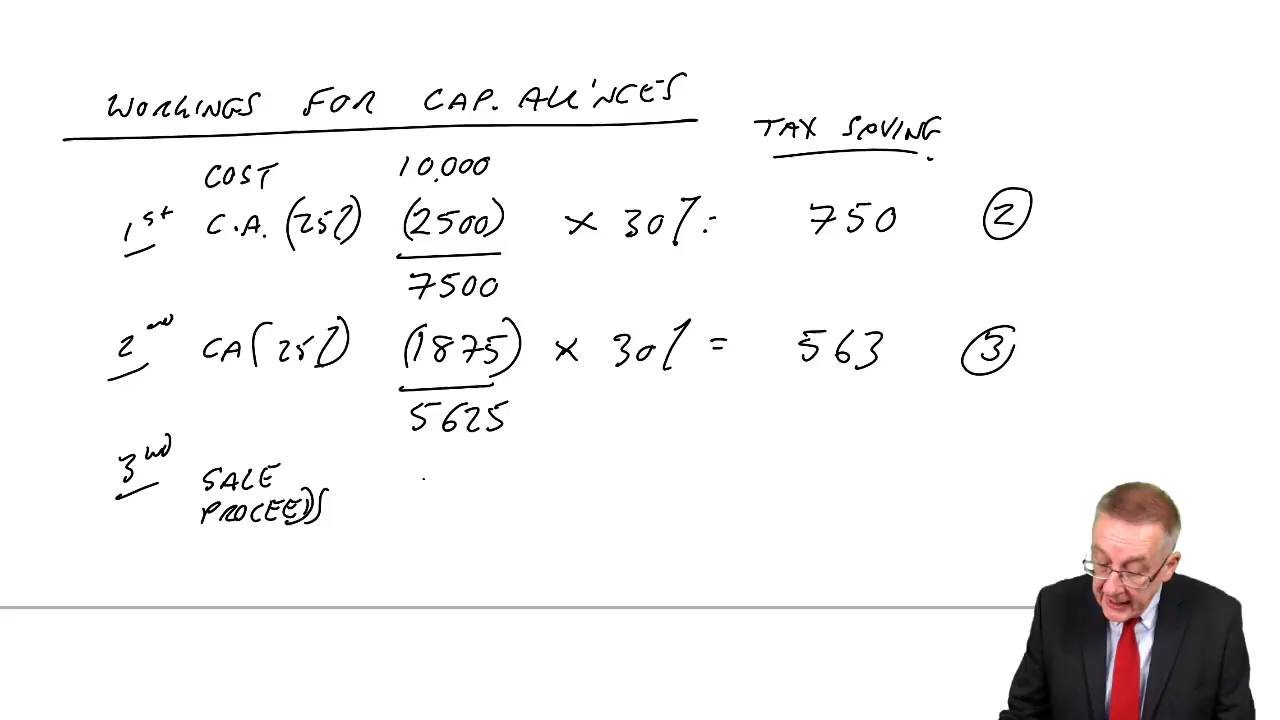 WORKINGS FOR CAP. ALL'NCES
TAX SAVING
COST 10,000
1st C.A. (25%) (2500) × 30%: 750 ②
7500
2nd CA (25%) (1875) × 30% = 563 ③
5625
3rd SALE
PROCEEDS